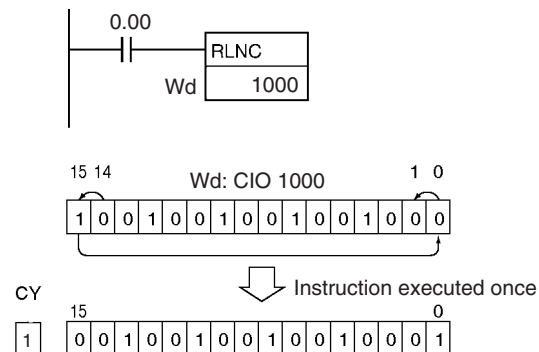 0.00
RLNC
Wd 1000
15 14 1 0
Wd: CIO 1000
1 0 0 1 0 0 1 0 0 1 0 0 1 0 0 0
Instruction executed once
CY 15 0
1 0 0 1 0 0 1 0 0 1 0 0 1 0 0 0 1